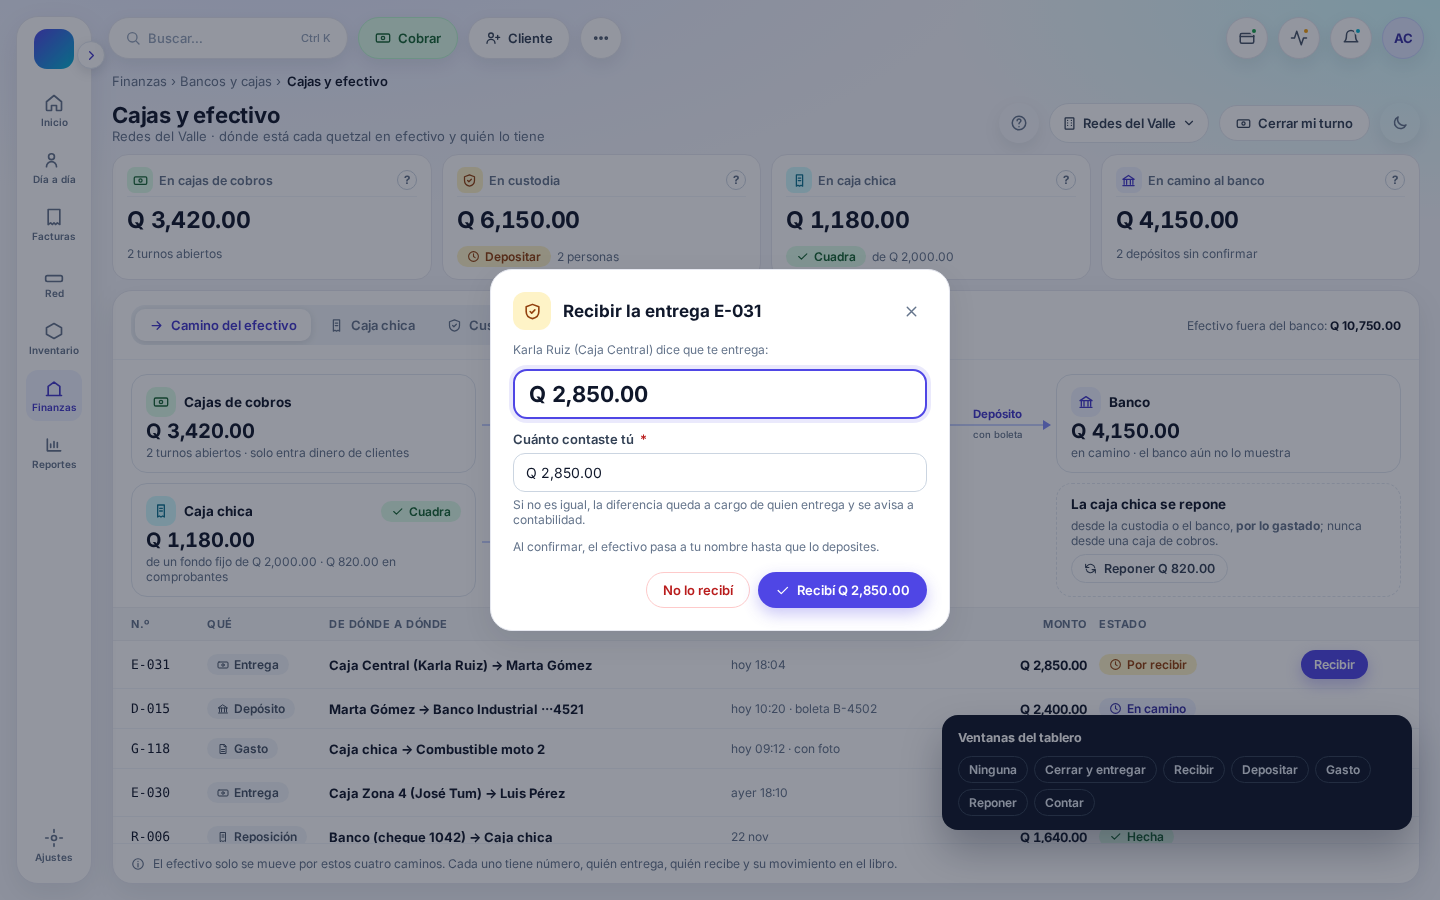 Buscar...
Ctrl K
Cobrar
Cliente
AC
Inicio
Día a día
Facturas
Red
Inventario
Finanzas
Reportes
Ajustes
Finanzas › Bancos y cajas › Cajas y efectivo
Cajas y efectivo
Redes del Valle · dónde está cada quetzal en efectivo y quién lo tiene
Redes del Valle
Cerrar mi turno
En cajas de cobros
?
Q 3,420.00
2 turnos abiertos
En custodia
?
Q 6,150.00
Depositar
2 personas
En caja chica
?
Q 1,180.00
Cuadra
de Q 2,000.00
En camino al banco
?
Q 4,150.00
2 depósitos sin confirmar
Camino del efectivo
Caja chica
Efectivo fuera del banco: Q 10,750.00
Cajas de cobros
Q 3,420.00
2 turnos abiertos · solo entra dinero de clientes
Depósito
con boleta
Banco
Q 4,150.00
en camino · el banco aún no lo muestra
Caja chica
Cuadra
Q 1,180.00
de un fondo fijo de Q 2,000.00 · Q 820.00 en
comprobantes
La caja chica se repone
desde la custodia o el banco, por lo gastado; nunca
desde una caja de cobros.
Reponer Q 820.00
Recibir la entrega E-031
Karla Ruiz (Caja Central) dice que te entrega:
Q 2,850.00
Cuánto contaste tú *
Q 2,850.00
Si no es igual, la diferencia queda a cargo de quien entrega y se avisa a
contabilidad.
Al confirmar, el efectivo pasa a tu nombre hasta que lo deposites.
No lo recibí
Recibí Q 2,850.00
N.º
QUÉ
DE DÓNDE A DÓNDE
MONTO
ESTADO
E-031
Entrega
Caja Central (Karla Ruiz) → Marta Gómez
hoy 18:04
Q 2,850.00
Por recibir
Recibir
D-015
Depósito
Marta Gómez → Banco Industrial ···4521
hoy 10:20 · boleta B-4502
Q 2,400.00
En camino
G-118
Gasto
Caja chica → Combustible moto 2
hoy 09:12 · con foto
E-030
Entrega
Caja Zona 4 (José Tum) → Luis Pérez
ayer 18:10
R-006
Reposición
Banco (cheque 1042) → Caja chica
22 nov
Q 1,640.00
Hecha
Ventanas del tablero
Ninguna
Cerrar y entregar
Recibir
Depositar
Gasto
Reponer
Contar
El efectivo solo se mueve por estos cuatro caminos. Cada uno tiene número, quién entrega, quién recibe y su movimiento en el libro.